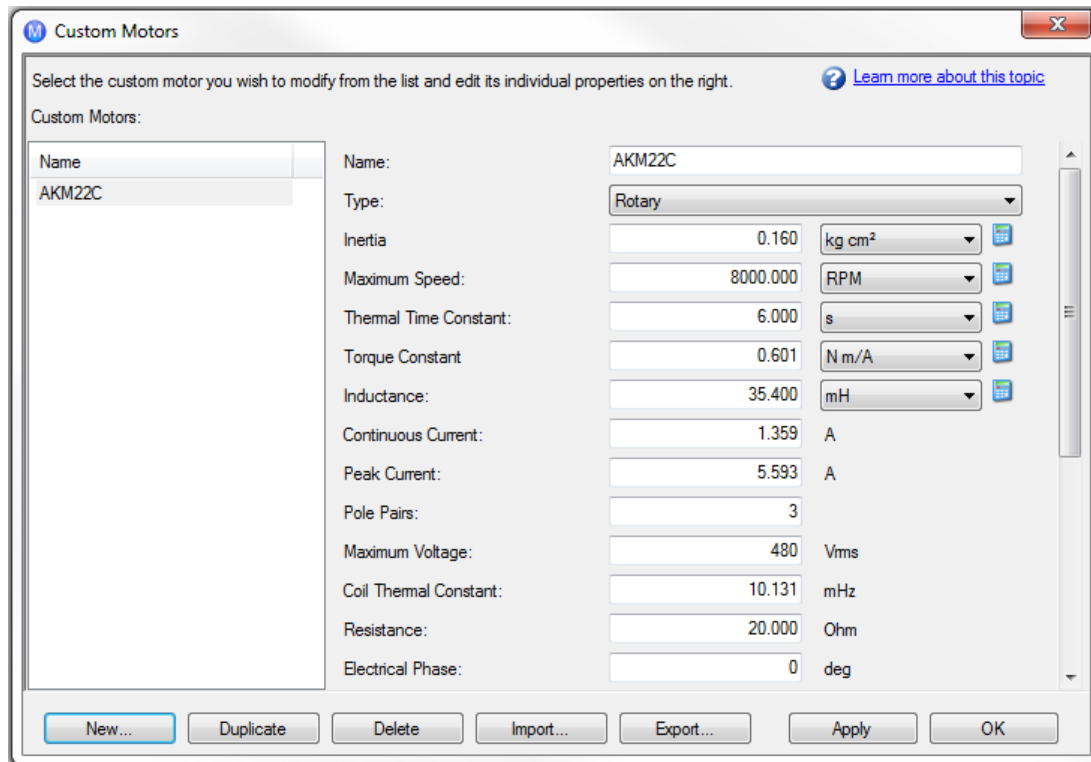 M Custom Motors
Select the custom motor you wish to modify from the list and edit its individual properties on the right.
? Learn more about this topic
Custom Motors:
Name
AKM22C
Name: AKM22C
Type: Rotary
Inertia 0.160 kg cm²
Maximum Speed: 8000.000 RPM
Thermal Time Constant: 6.000 s
Torque Constant 0.601 N m/A
Inductance: 35.400 mH
Continuous Current: 1.359 A
Peak Current: 5.593 A
Pole Pairs: 3
Maximum Voltage: 480 Vrms
Coil Thermal Constant: 10.131 mHz
Resistance: 20.000 Ohm
Electrical Phase: 0 deg
New... Duplicate Delete Import... Export... Apply OK